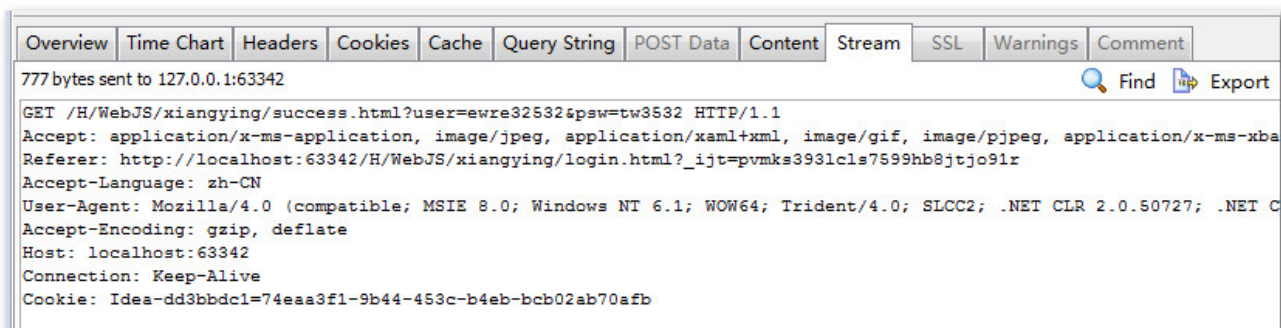 Overview Time Chart Headers Cookies Cache Query String POST Data Content Stream SSL Warnings Comment
777 bytes sent to 127.0.0.1:63342 Find Export
GET /H/WebJS/xiangying/success.html?user=ewre32532&psw=tw3532 HTTP/1.1
Accept: application/x-ms-application, image/jpeg, application/xaml+xml, image/gif, image/pjpeg, application/x-ms-xba
Referer: http://localhost:63342/H/WebJS/xiangying/login.html?_ijt=pvmks393lcls7599hb8jtjo91r
Accept-Language: zh-CN
User-Agent: Mozilla/4.0 (compatible; MSIE 8.0; Windows NT 6.1; WOW64; Trident/4.0; SLCC2; .NET CLR 2.0.50727; .NET C
Accept-Encoding: gzip, deflate
Host: localhost:63342
Connection: Keep-Alive
Cookie: Idea-dd3bbdc1=74eaa3f1-9b44-453c-b4eb-bcb02ab70afb